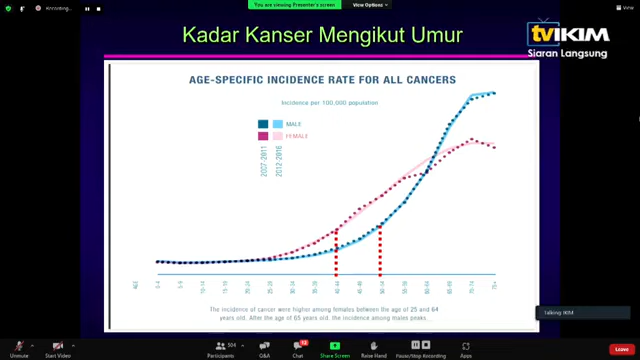 Recording...
You are viewing Presenter's screen
View Options
View
Kadar Kanser Mengikut Umur
tvIKIM
Siaran Langsung
AGE-SPECIFIC INCIDENCE RATE FOR ALL CANCERS
Incidence per 100,000 population
MALE
FEMALE
2007-2011
2012-2016
AGE
0-4
5-9
10-14
15-19
20-24
25-29
30-34
35-39
40-44
45-49
50-54
55-59
60-64
65-69
70-74
75+
The incidence of cancer were higher among females between the age of 25 and 64
years old. After the age of 65 years old, the incidence among males peaks.
Talking: IKIM
Unmute
Start Video
504
Participants
Q&A
Chat
Share Screen
Raise Hand
Pause/Stop Recording
Apps
Leave